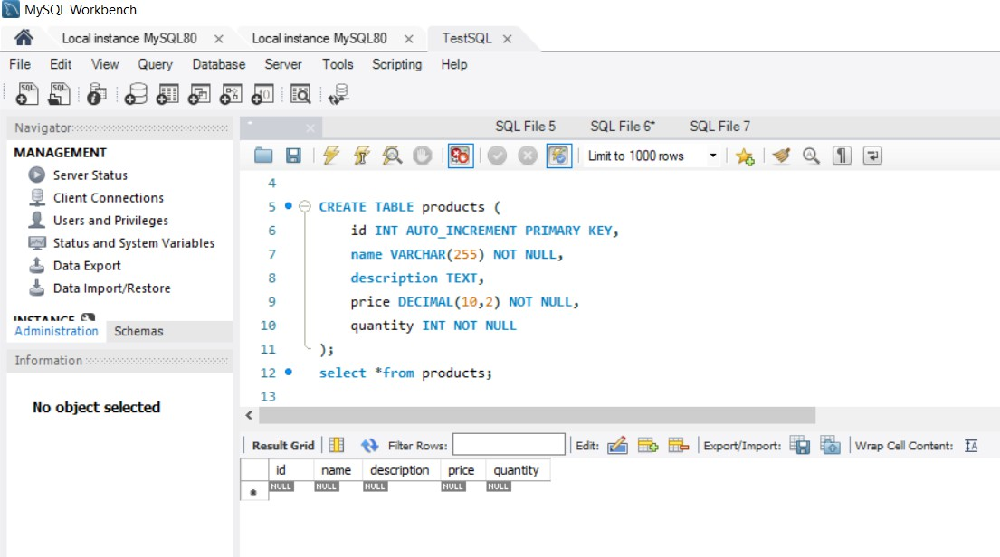 MySQL Workbench
Local instance MySQL80 Local instance MySQL80 TestSQL
File Edit View Query Database Server Tools Scripting Help
SQL SQL
Navigator
SQL File 5 SQL File 6* SQL File 7
MANAGEMENT
Server Status
Client Connections
Users and Privileges
Status and System Variables
Data Export
Data Import/Restore
INSTANCE
Administration Schemas
Information
No object selected
Limit to 1000 rows
4
5 CREATE TABLE products (
6 id INT AUTO_INCREMENT PRIMARY KEY,
7 name VARCHAR(255) NOT NULL,
8 description TEXT,
9 price DECIMAL(10,2) NOT NULL,
10 quantity INT NOT NULL
11 );
12 select *from products;
13
Result Grid Filter Rows: Edit: Export/Import: Wrap Cell Content: IA
id name description price quantity
NULL NULL NULL NULL NULL